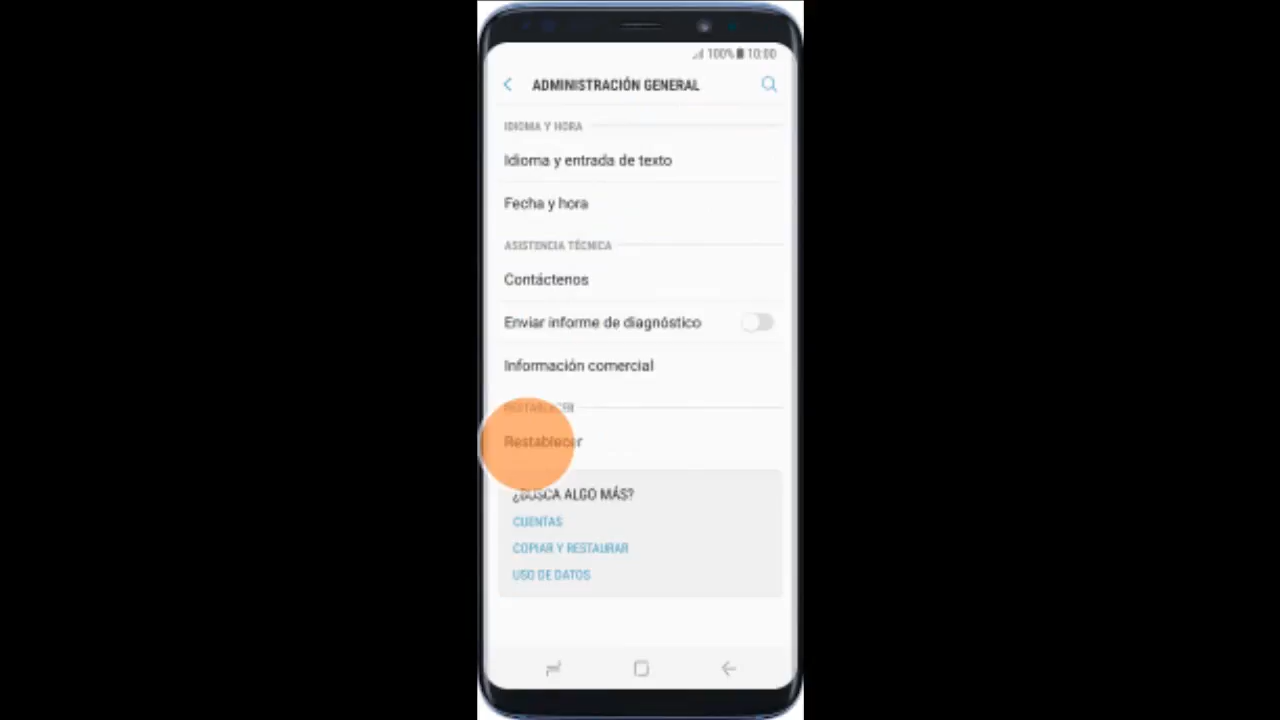 100% 10:00
ADMINISTRACIÓN GENERAL
IDIOMA Y HORA
Idioma y entrada de texto
Fecha y hora
ASISTENCIA TÉCNICA
Contáctenos
Enviar informe de diagnóstico
Información comercial
RESTABLECER
Restablecer
¿BUSCA ALGO MÁS?
CUENTAS
COPIAR Y RESTAURAR
USO DE DATOS